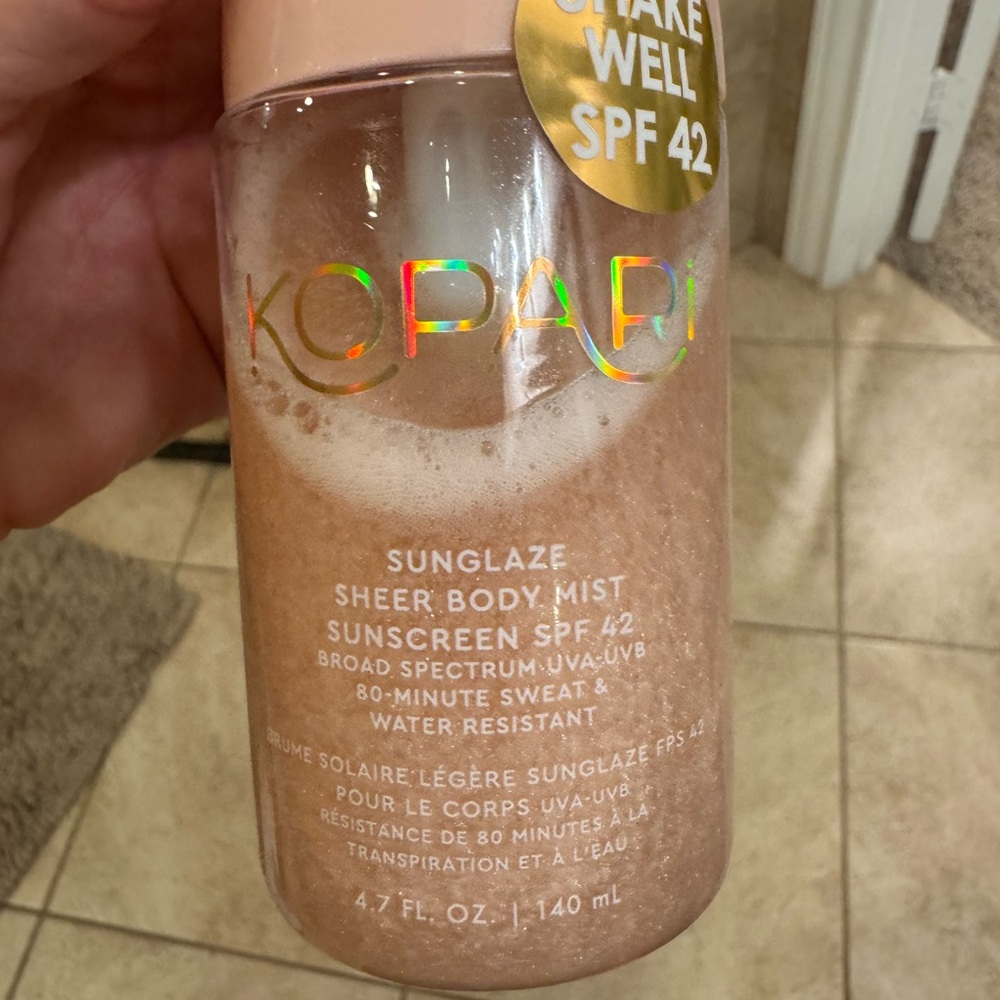 SHAKE
WELL
SPF 42
KOPARi
SUNGLAZE
SHEER BODY MIST
SUNSCREEN SPF 42
BROAD SPECTRUM UVA-UVB
80-MINUTE SWEAT &
WATER RESISTANT
BRUME SOLAIRE LÉGÈRE SUNGLAZE FPS 42
POUR LE CORPS UVA-UVB
RÉSISTANCE DE 80 MINUTES À LA
TRANSPIRATION ET À L'EAU
4.7 FL. OZ. | 140 mL